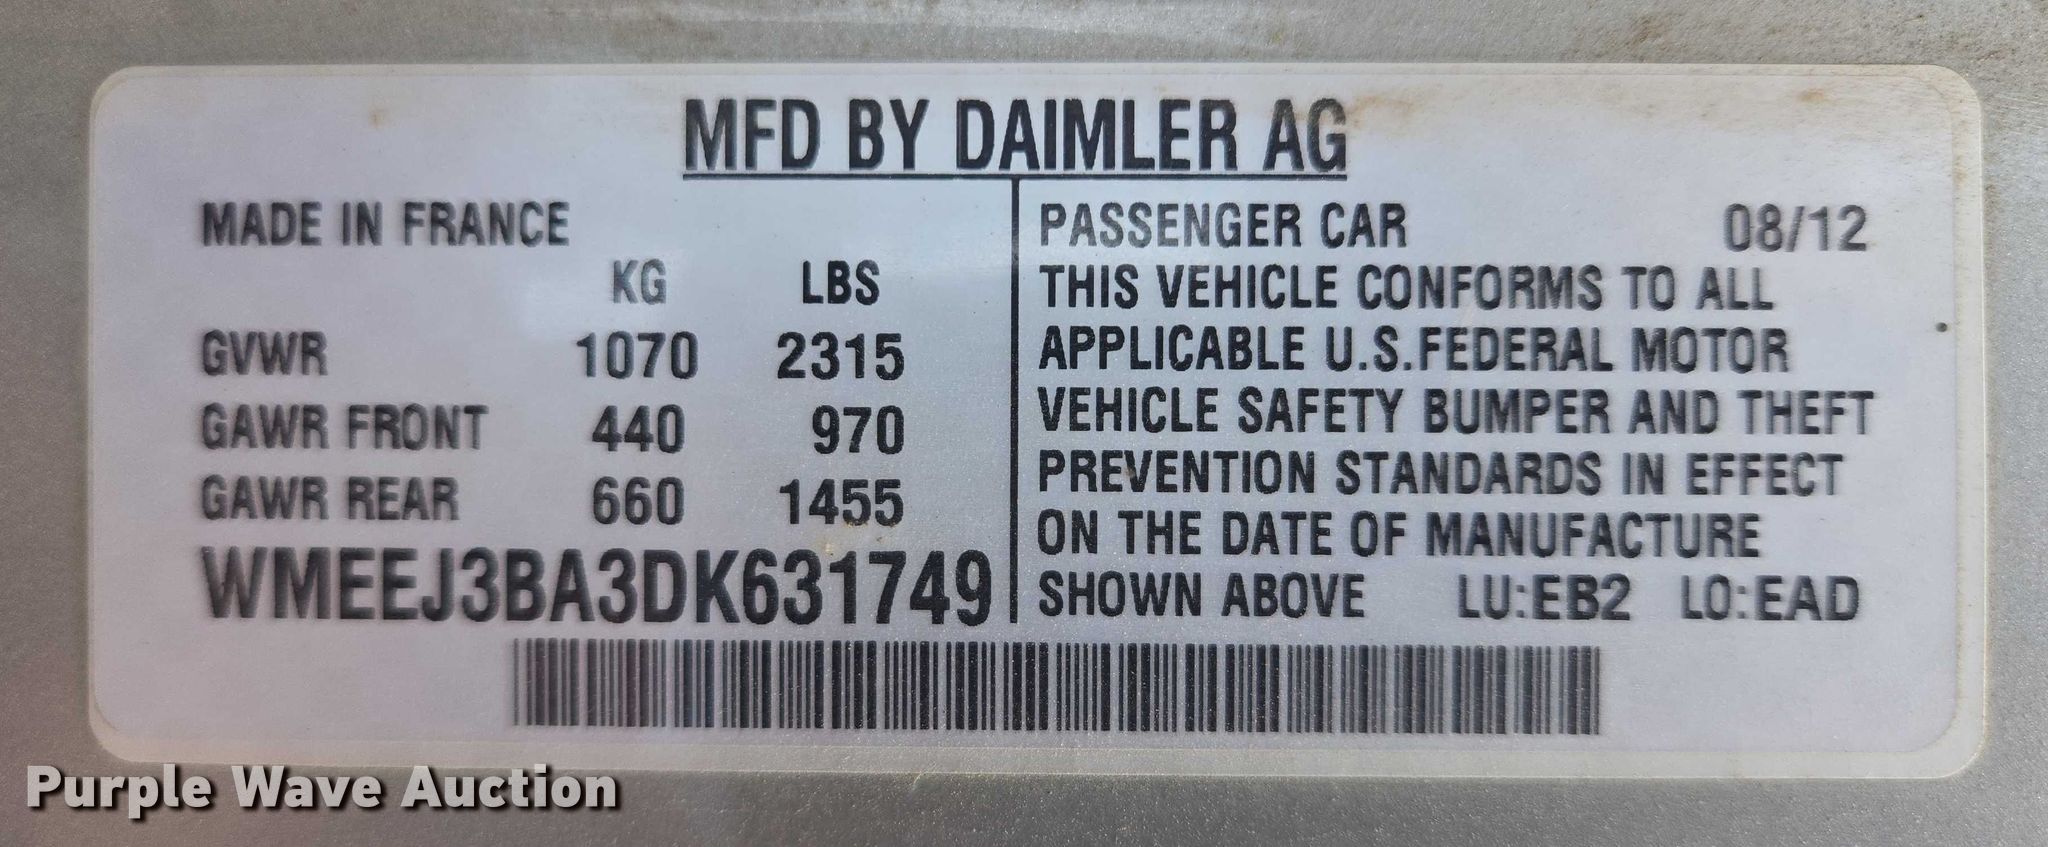 MFD BY DAIMLER AG
MADE IN FRANCE
KG LBS
GVWR 1070 2315
GAWR FRONT 440 970
GAWR REAR 660 1455
WMEEJ3BA3DK631749
PASSENGER CAR 08/12
THIS VEHICLE CONFORMS TO ALL
APPLICABLE U.S.FEDERAL MOTOR
VEHICLE SAFETY BUMPER AND THEFT
PREVENTION STANDARDS IN EFFECT
ON THE DATE OF MANUFACTURE
SHOWN ABOVE LU:EB2 LO:EAD
Purple Wave Auction